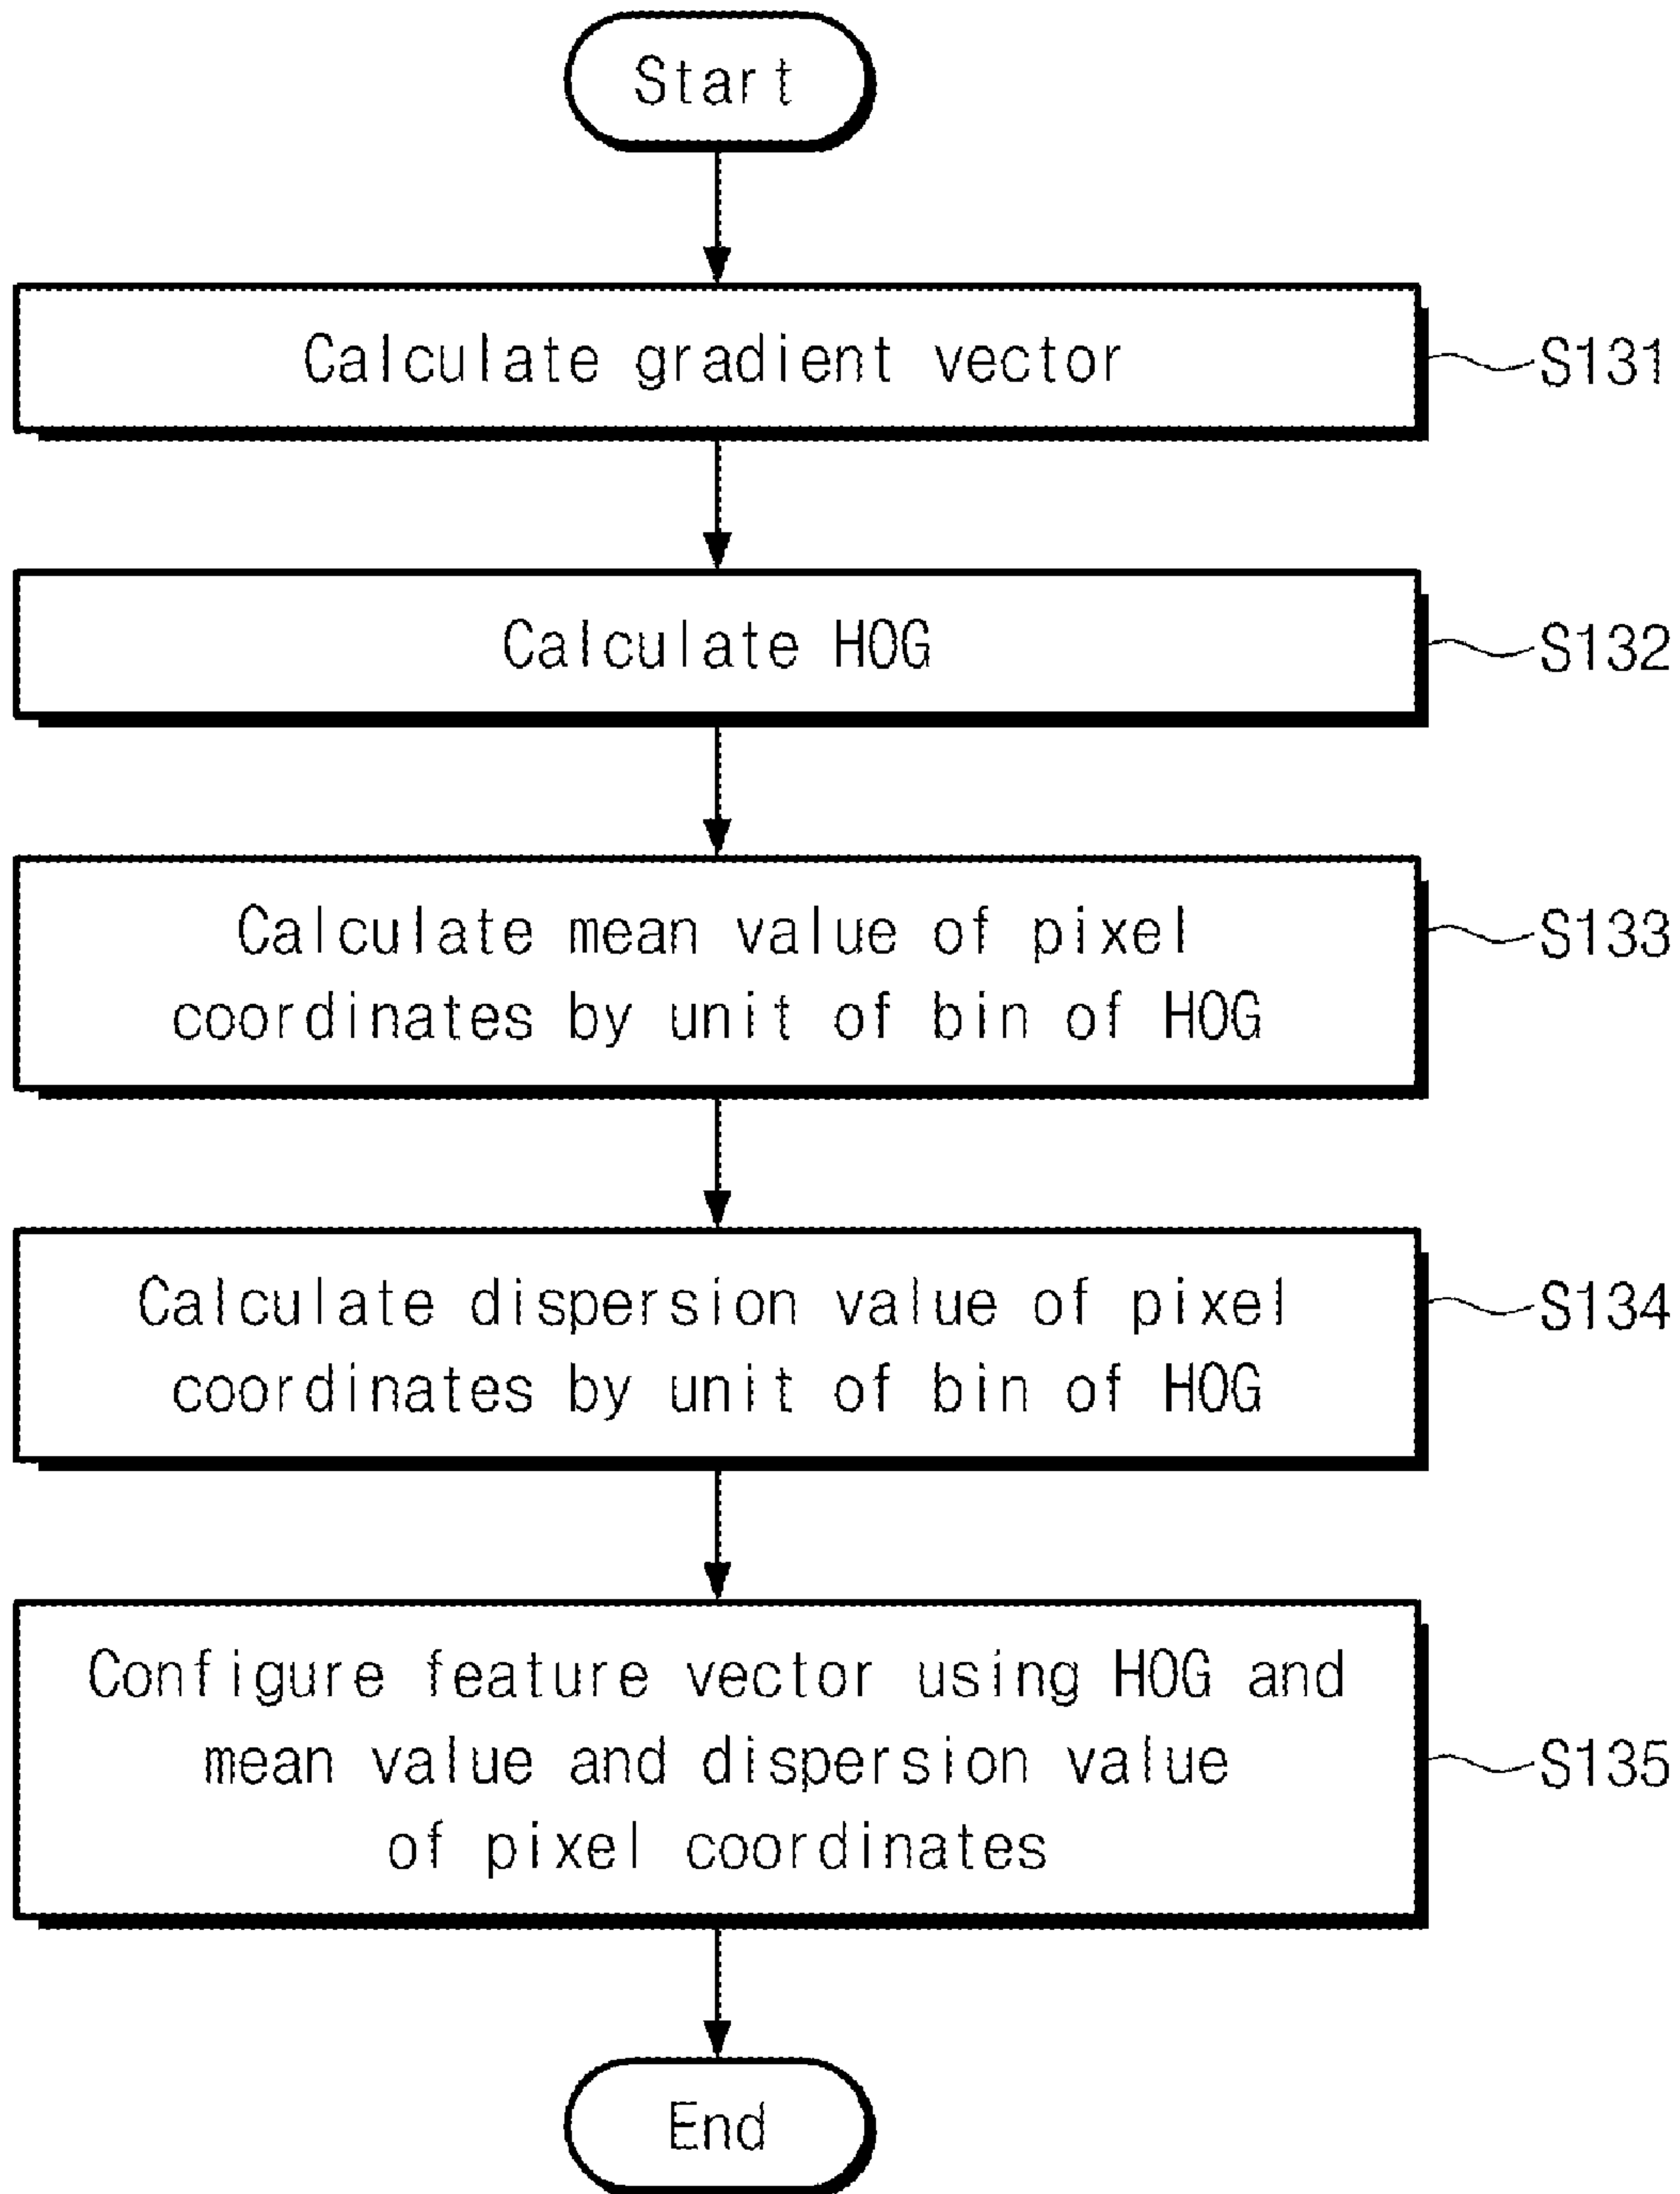 Start
Calculate gradient vector
S131
Calculate HOG
S132
Calculate mean value of pixel
coordinates by unit of bin of HOG
S133
Calculate dispersion value of pixel
coordinates by unit of bin of HOG
S134
Configure feature vector using HOG and
mean value and dispersion value
of pixel coordinates
S135
End